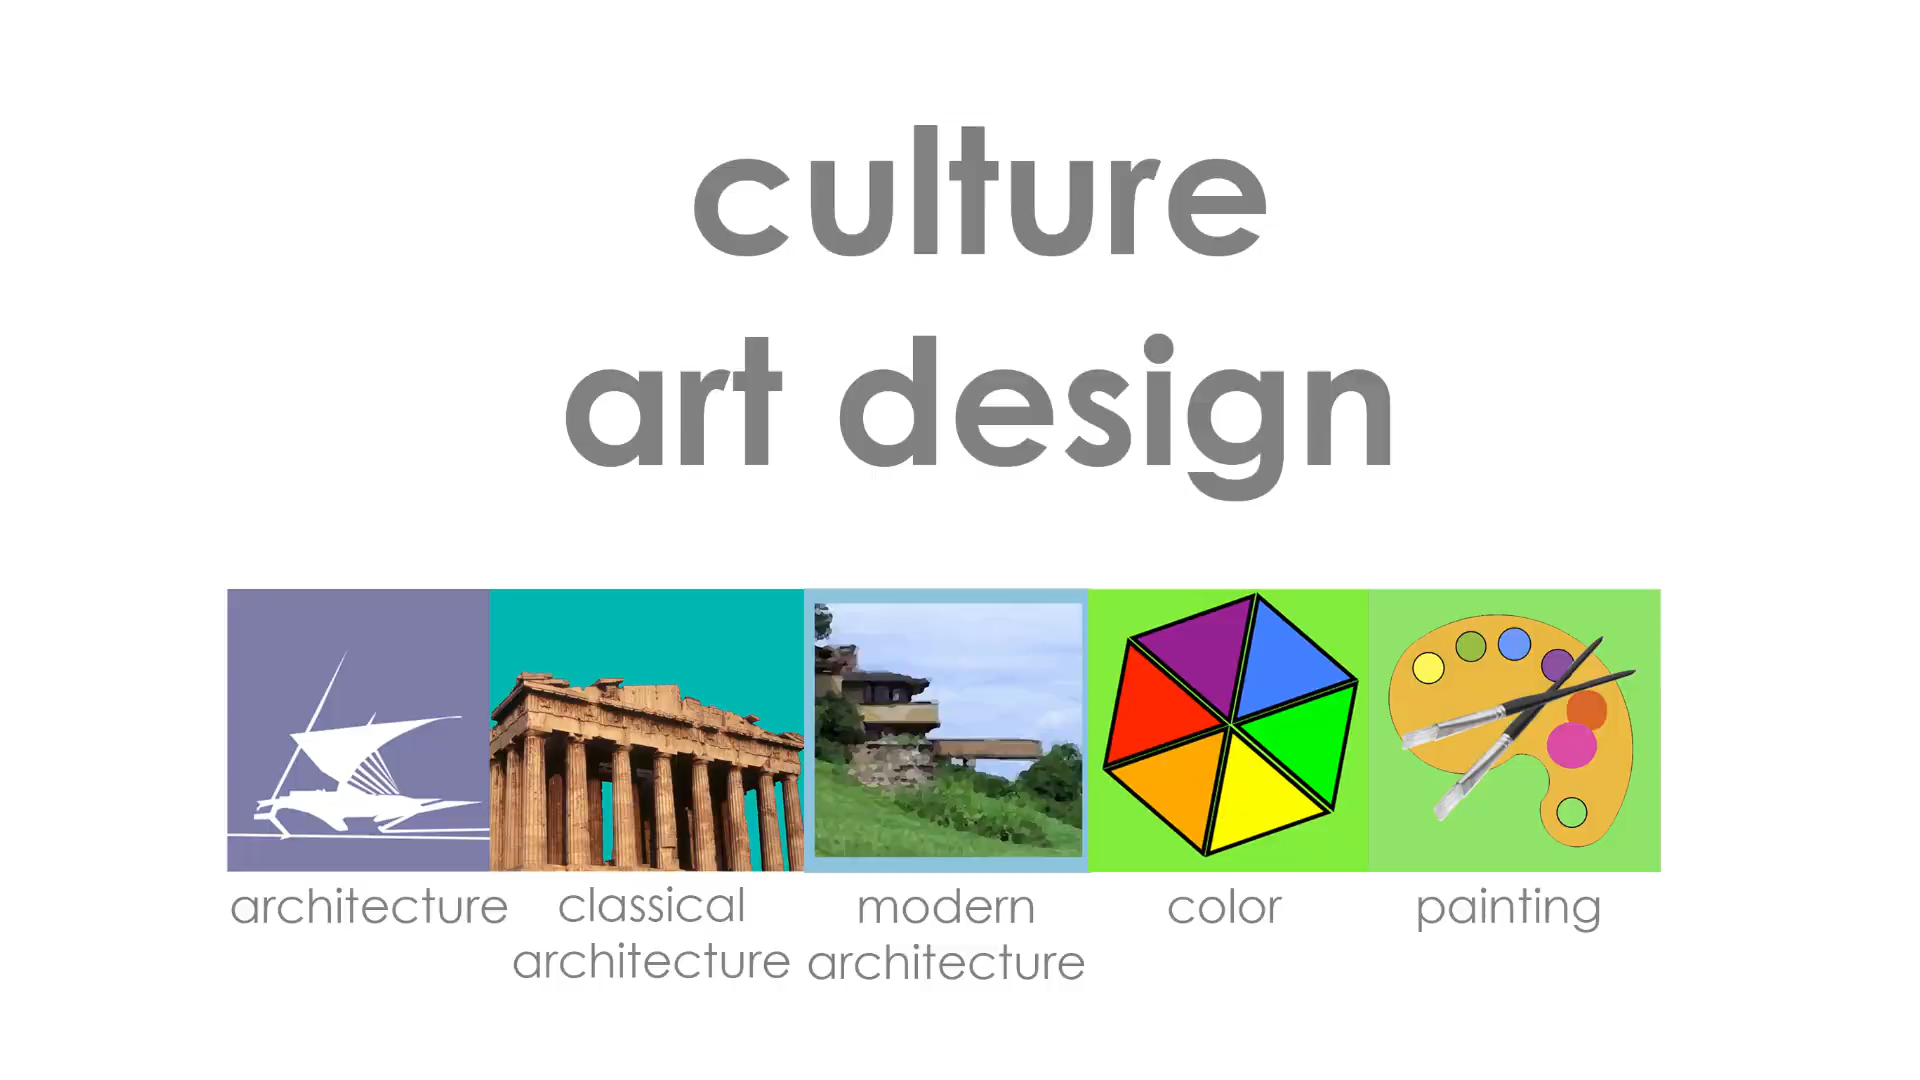 culture
art design
architecture
classical
architecture
modern
architecture
color
painting